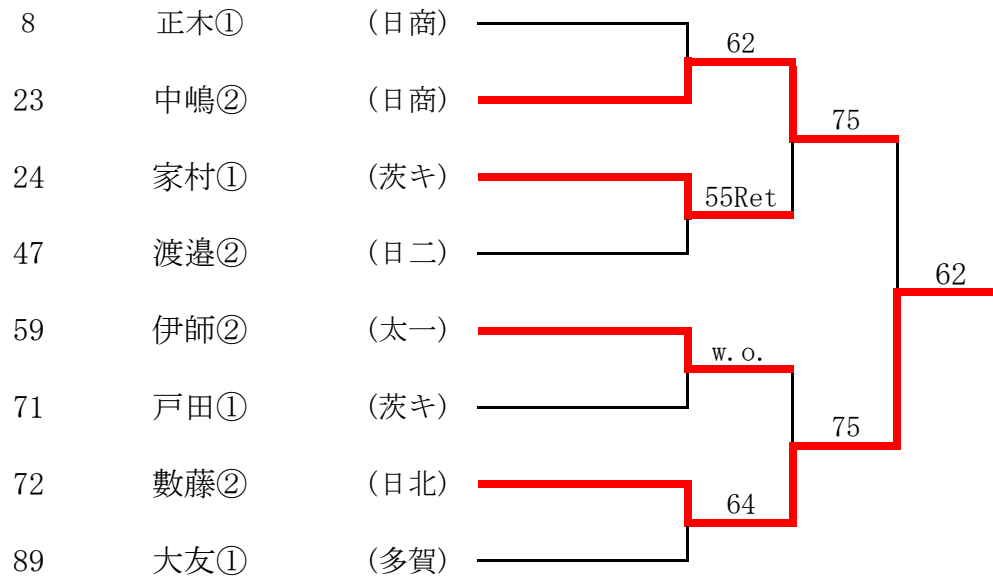 8 正木① (日商)
62
23 中嶋② (日商)
75
24 家村① (茨キ)
55Ret
47 渡邉② (日二)
62
59 伊師② (太一)
w.o.
71 戸田① (茨キ)
75
72 數藤② (日北)
64
89 大友① (多賀)